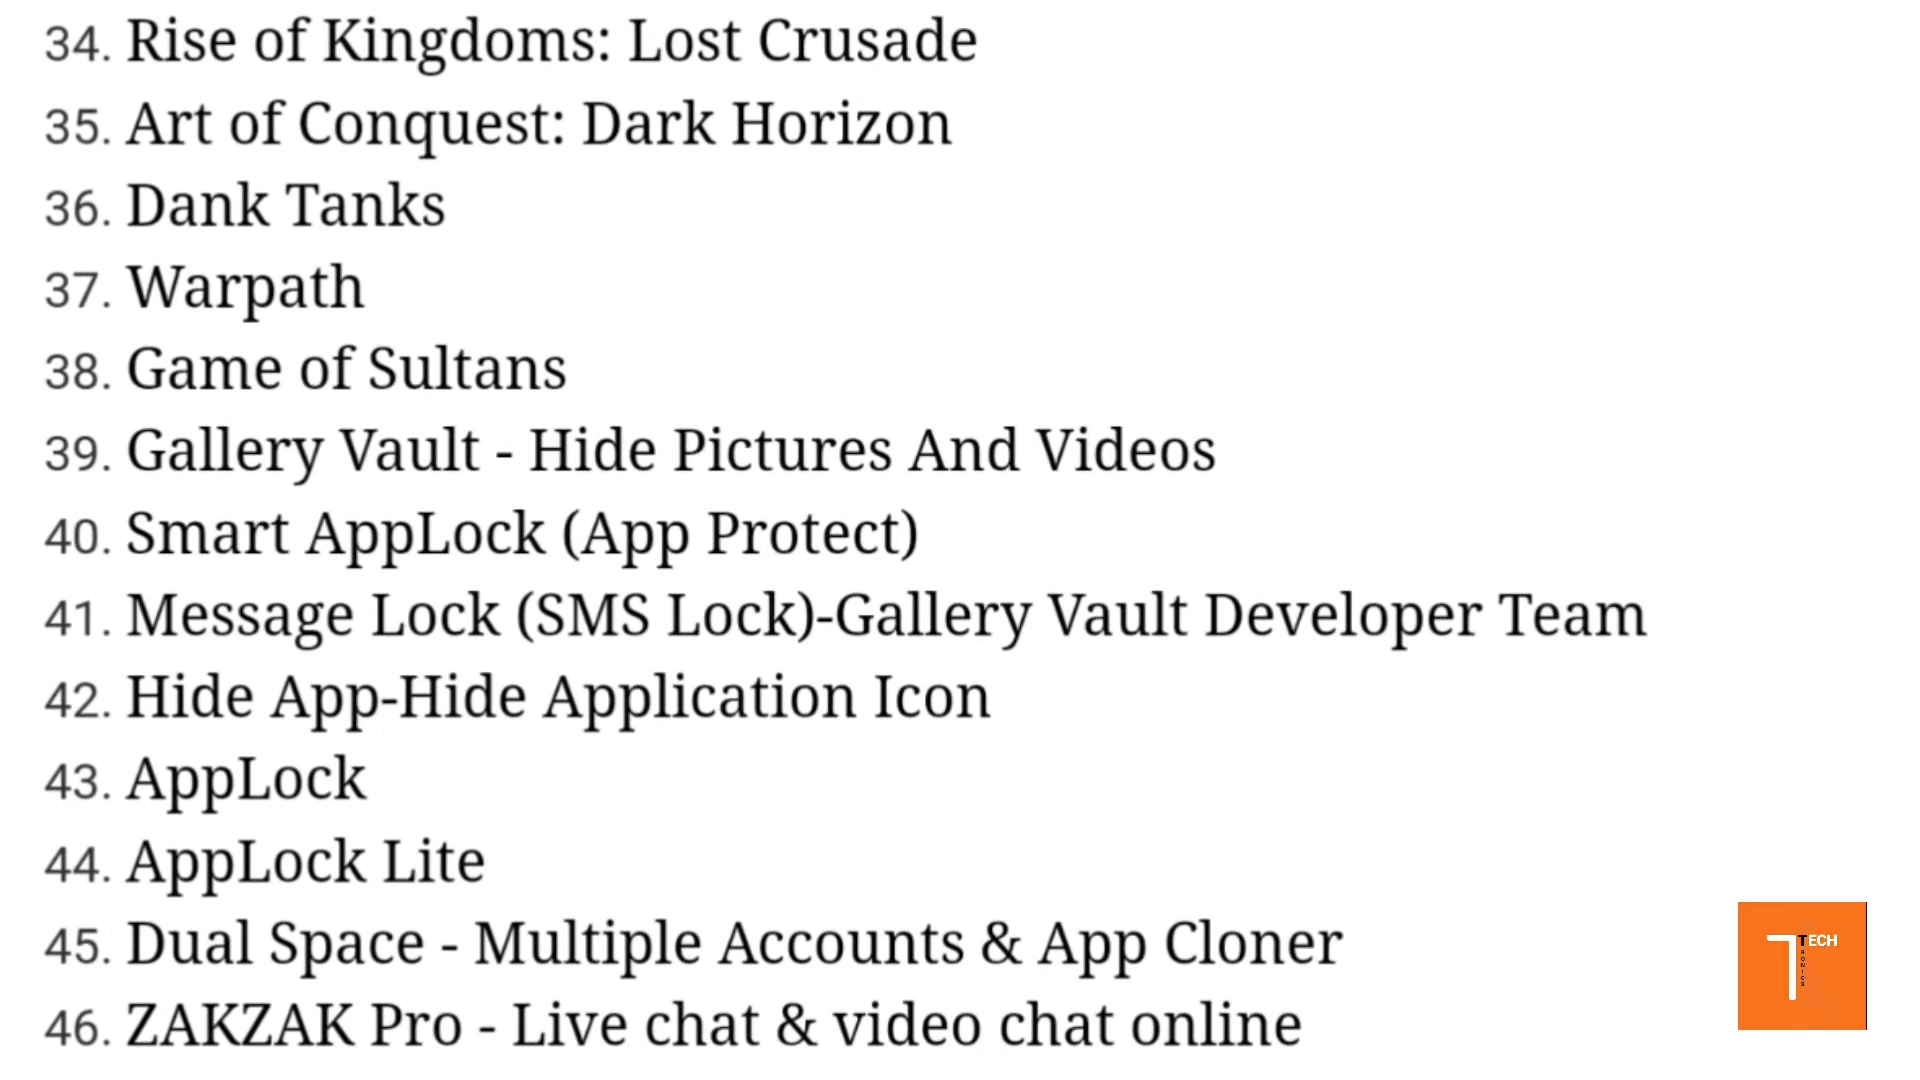 34. Rise of Kingdoms: Lost Crusade
35. Art of Conquest: Dark Horizon
36. Dank Tanks
37. Warpath
38. Game of Sultans
39. Gallery Vault - Hide Pictures And Videos
40. Smart AppLock (App Protect)
41. Message Lock (SMS Lock)-Gallery Vault Developer Team
42. Hide App-Hide Application Icon
43. AppLock
44. AppLock Lite
45. Dual Space - Multiple Accounts & App Cloner
46. ZAKZAK Pro - Live chat & video chat online
TECH
RONICS